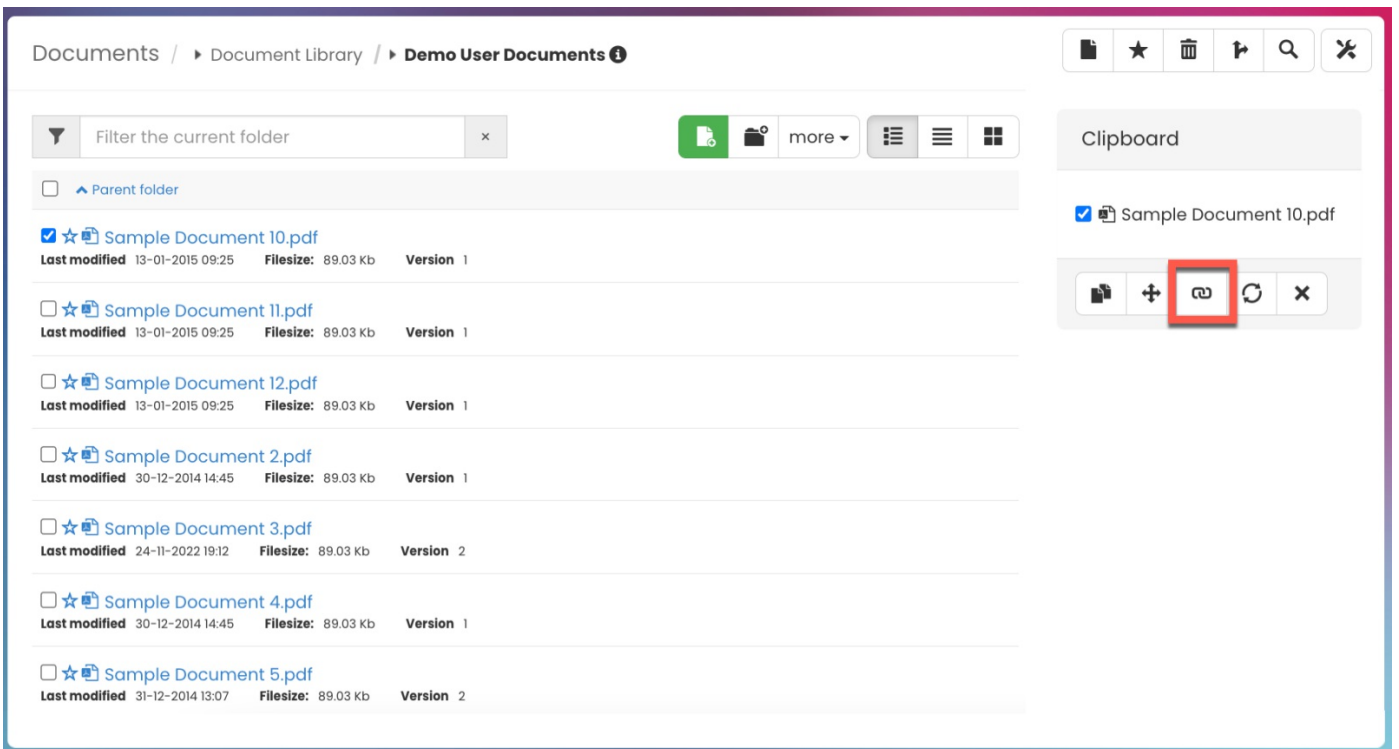 Documents / Document Library / Demo User Documents
Filter the current folder
more
Parent folder
Sample Document 10.pdf
Last modified 13-01-2015 09:25 Filesize: 89.03 Kb Version 1
Sample Document 11.pdf
Last modified 13-01-2015 09:25 Filesize: 89.03 Kb Version 1
Sample Document 12.pdf
Last modified 13-01-2015 09:25 Filesize: 89.03 Kb Version 1
Sample Document 2.pdf
Last modified 30-12-2014 14:45 Filesize: 89.03 Kb Version 1
Sample Document 3.pdf
Last modified 24-11-2022 19:12 Filesize: 89.03 Kb Version 2
Sample Document 4.pdf
Last modified 30-12-2014 14:45 Filesize: 89.03 Kb Version 1
Sample Document 5.pdf
Last modified 31-12-2014 13:07 Filesize: 89.03 Kb Version 2
Clipboard
Sample Document 10.pdf